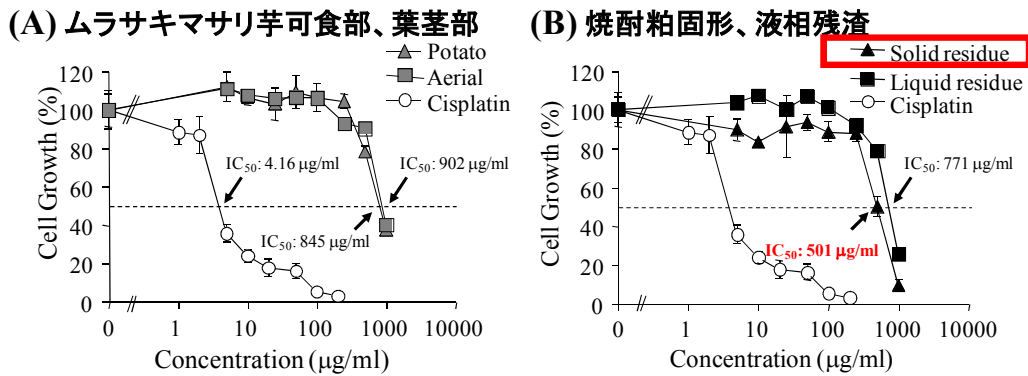 (A) ムラサキマサリ芋可食部、葉茎部
Potato
Aerial
Cisplatin
120
100
80
60
40
20
0
Cell Growth (%)
IC50: 4.16 μg/ml
IC50: 902 μg/ml
IC50: 845 μg/ml
0 1 10 100 1000 10000
Concentration (μg/ml)
(B) 焼酎粕固形、液相残渣
Solid residue
Liquid residue
Cisplatin
120
100
80
60
40
20
0
Cell Growth (%)
IC50: 771 μg/ml
IC50: 501 μg/ml
0 1 10 100 1000 10000
Concentration (μg/ml)